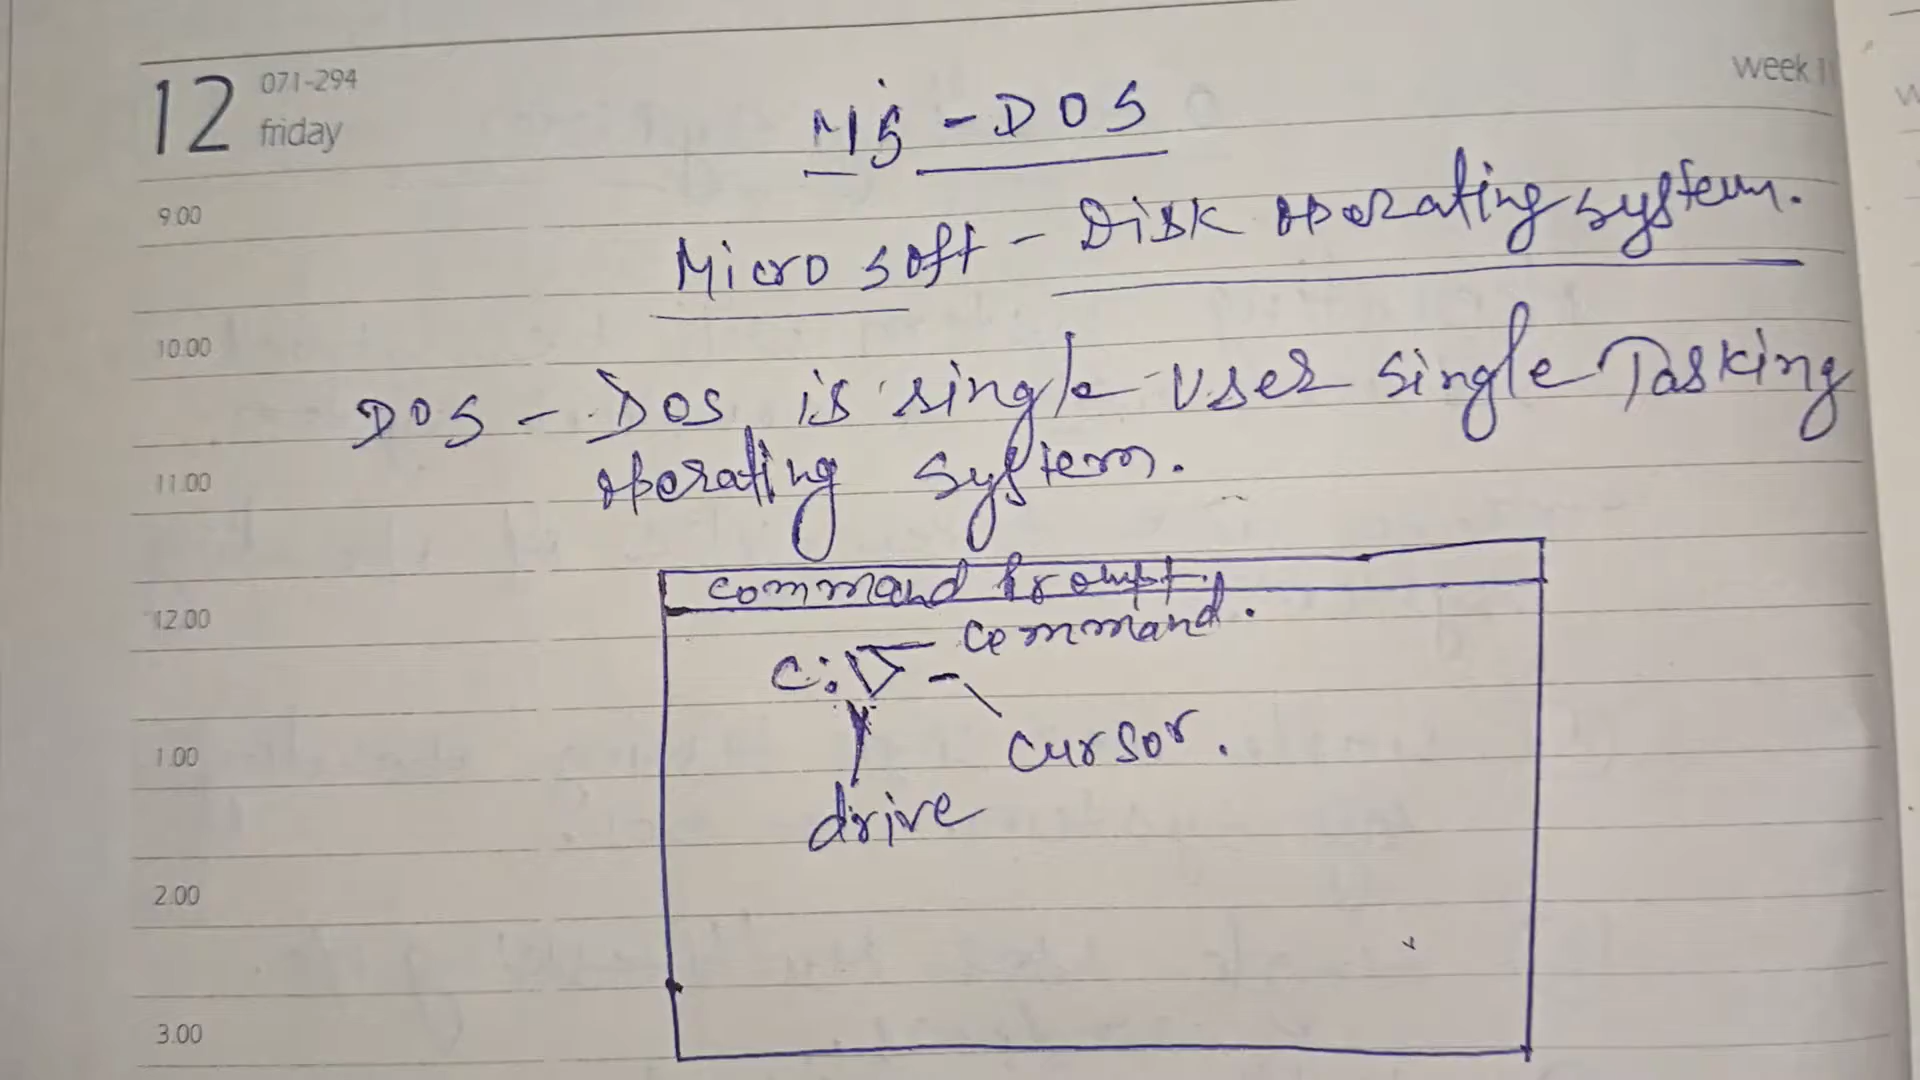 12 071-294 friday
week 11
MS-DOS
Microsoft - Disk operating system.
9.00
10.00
DOS - DOS is single user single Tasking
operating system.
11.00
command prompt.
12.00
command.
C:\>_
cursor.
1.00
drive
2.00
3.00